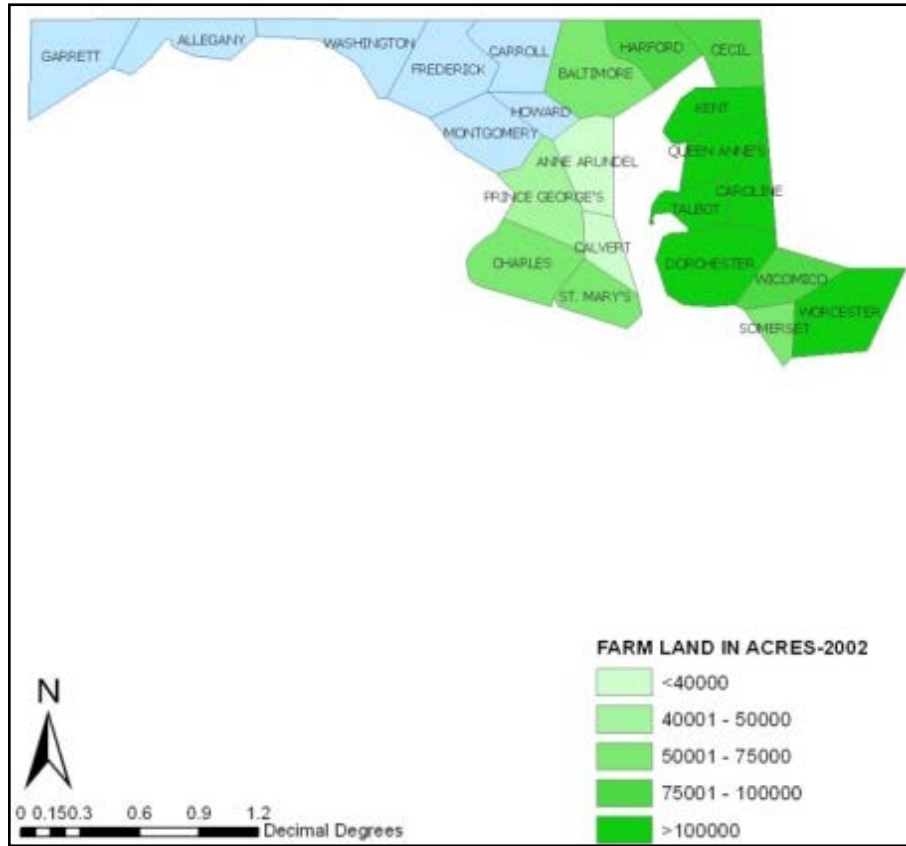 GARRETT
ALLEGANY
WASHINGTON
FREDERICK
CARROLL
BALTIMORE
HARFORD
CECIL
HOWARD
MONTGOMERY
KENT
ANNE ARUNDEL
QUEEN ANNE'S
PRINCE GEORGE'S
CAROLINE
TALBOT
CALVERT
CHARLES
DORCHESTER
ST. MARY'S
WICOMICO
WORCESTER
SOMERSET
FARM LAND IN ACRES-2002
<40000
40001 - 50000
50001 - 75000
75001 - 100000
>100000
N
0 0.150.3 0.6 0.9 1.2
Decimal Degrees